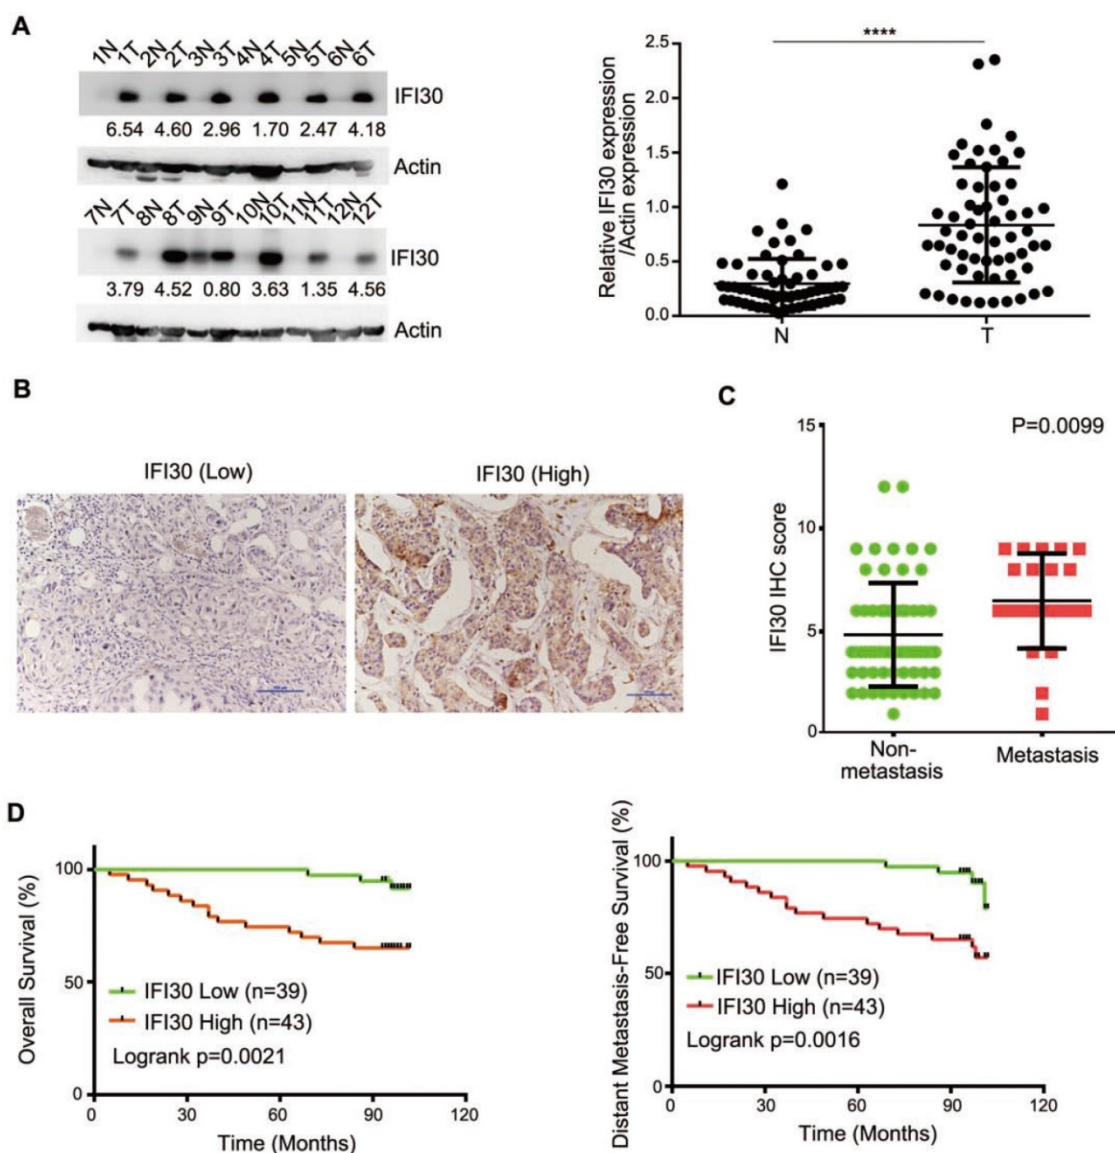 A
1N 1T 2N 2T 3N 3T 4N 4T 5N 5T 6N 6T
IFI30
6.54 4.60 2.96 1.70 2.47 4.18
Actin
7N 7T 8N 8T 9N 9T 10N 10T 11N 11T 12N 12T
IFI30
3.79 4.52 0.80 3.63 1.35 4.56
Actin
****
Relative IFI30 expression
/Actin expression
2.5
2.0
1.5
1.0
0.5
0.0
N T
B
IFI30 (Low) IFI30 (High)
C
P=0.0099
IFI30 IHC score
15
10
5
0
Non-
metastasis
Metastasis
D
Overall Survival (%)
100
50
0
IFI30 Low (n=39)
IFI30 High (n=43)
Logrank p=0.0021
0 30 60 90 120
Time (Months)
Distant Metastasis-Free Survival (%)
100
50
0
IFI30 Low (n=39)
IFI30 High (n=43)
Logrank p=0.0016
0 30 60 90 120
Time (Months)